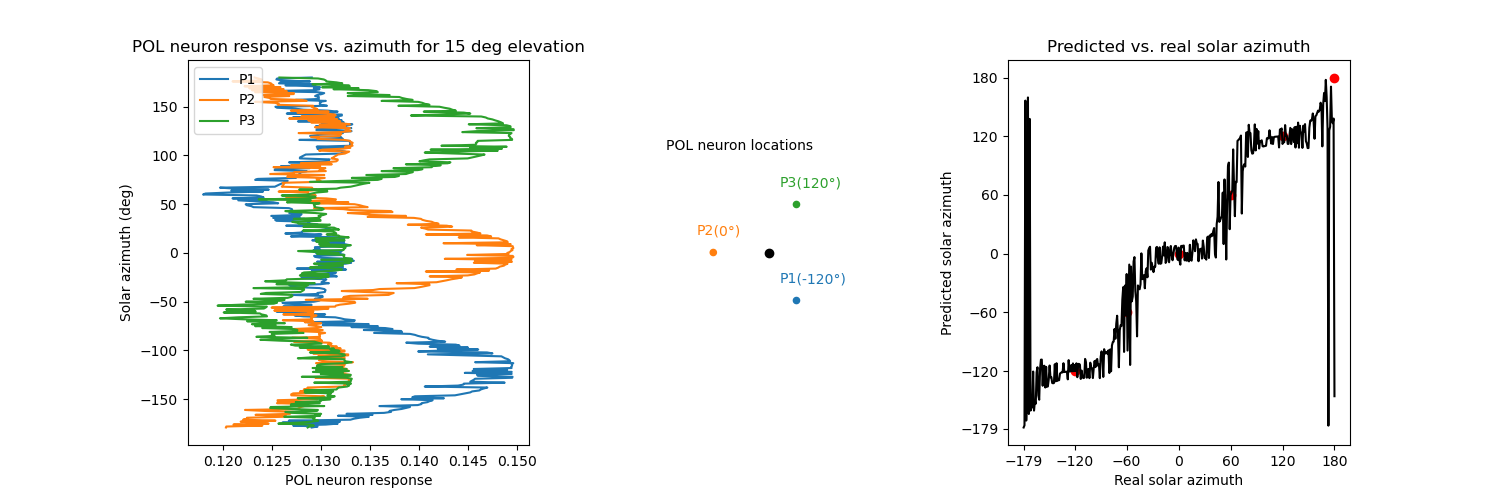 POL neuron response vs. azimuth for 15 deg elevation
P1
P2
P3
150
100
50
0
−50
−100
−150
Solar azimuth (deg)
0.120 0.125 0.130 0.135 0.140 0.145 0.150
POL neuron response
POL neuron locations
P3(120°)
P2(0°)
P1(-120°)
Predicted vs. real solar azimuth
180
120
60
0
−60
−120
−179
Predicted solar azimuth
−179 −120 −60 0 60 120 180
Real solar azimuth